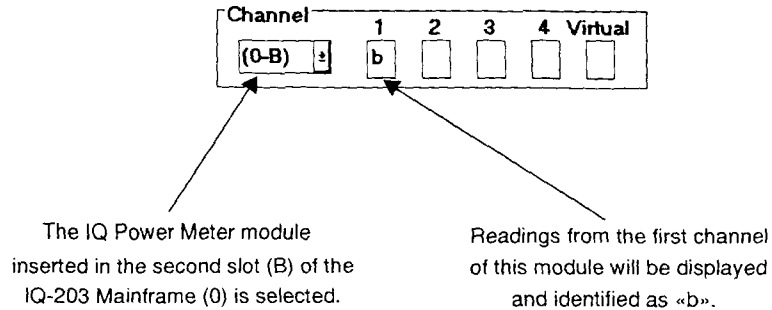 Channel
1 2 3 4 Virtual
(0-B) b
The IQ Power Meter module
inserted in the second slot (B) of the
IQ-203 Mainframe (0) is selected.
Readings from the first channel
of this module will be displayed
and identified as «b».